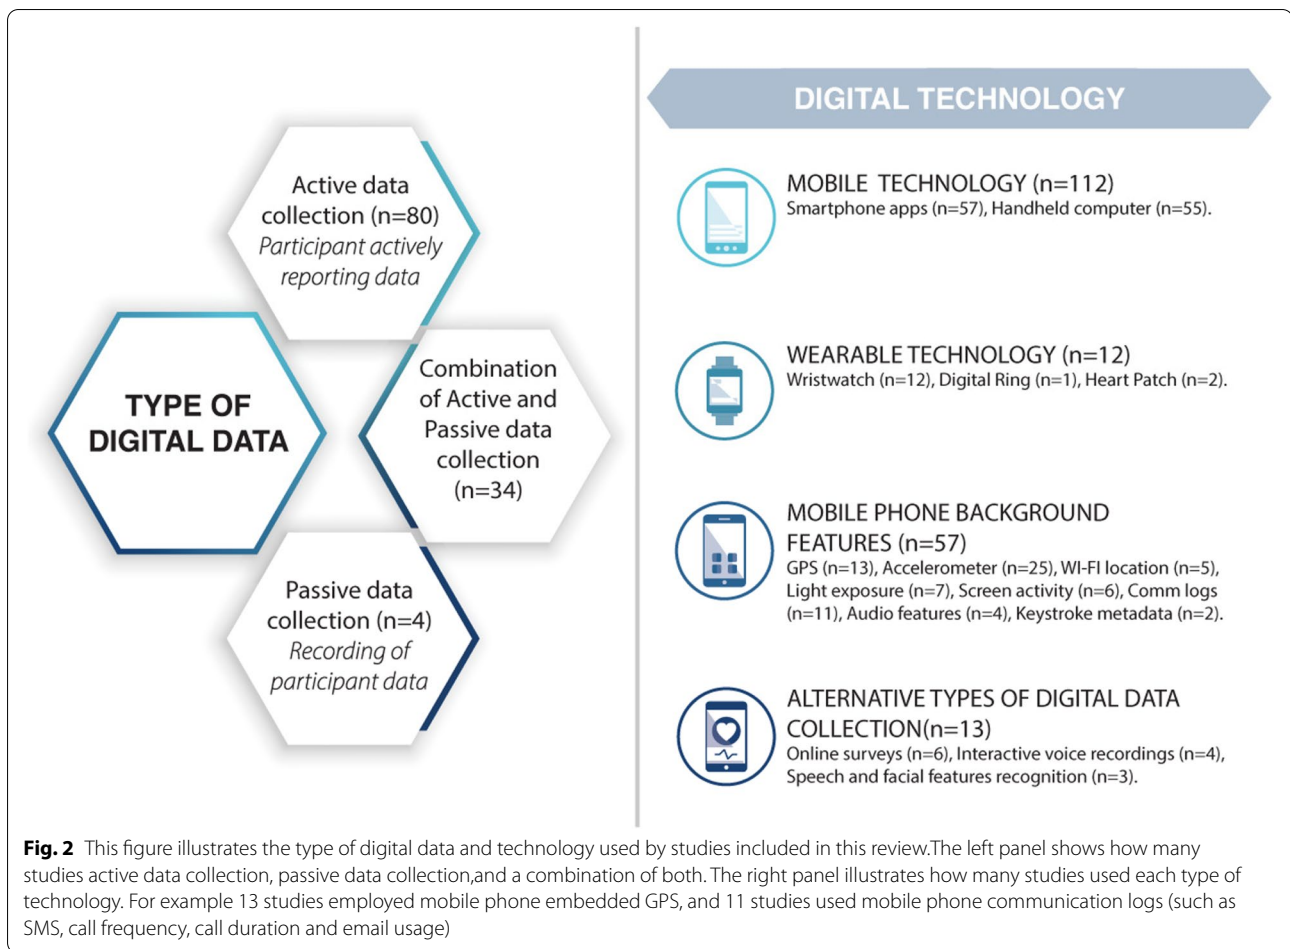 Active data
collection (n=80)
Participant actively
reporting data
TYPE OF
DIGITAL DATA
Combination
of Active and
Passive data
collection
(n=34)
Passive data
collection (n=4)
Recording of
participant data
DIGITAL TECHNOLOGY
MOBILE TECHNOLOGY (n=112)
Smartphone apps (n=57), Handheld computer (n=55).
WEARABLE TECHNOLOGY (n=12)
Wristwatch (n=12), Digital Ring (n=1), Heart Patch (n=2).
MOBILE PHONE BACKGROUND
FEATURES (n=57)
GPS (n=13), Accelerometer (n=25), WI-FI location (n=5),
Light exposure (n=7), Screen activity (n=6), Comm logs
(n=11), Audio features (n=4), Keystroke metadata (n=2).
ALTERNATIVE TYPES OF DIGITAL DATA
COLLECTION(n=13)
Online surveys (n=6), Interactive voice recordings (n=4),
Speech and facial features recognition (n=3).
Fig. 2 This figure illustrates the type of digital data and technology used by studies included in this review.The left panel shows how many
studies active data collection, passive data collection,and a combination of both. The right panel illustrates how many studies used each type of
technology. For example 13 studies employed mobile phone embedded GPS, and 11 studies used mobile phone communication logs (such as
SMS, call frequency, call duration and email usage)